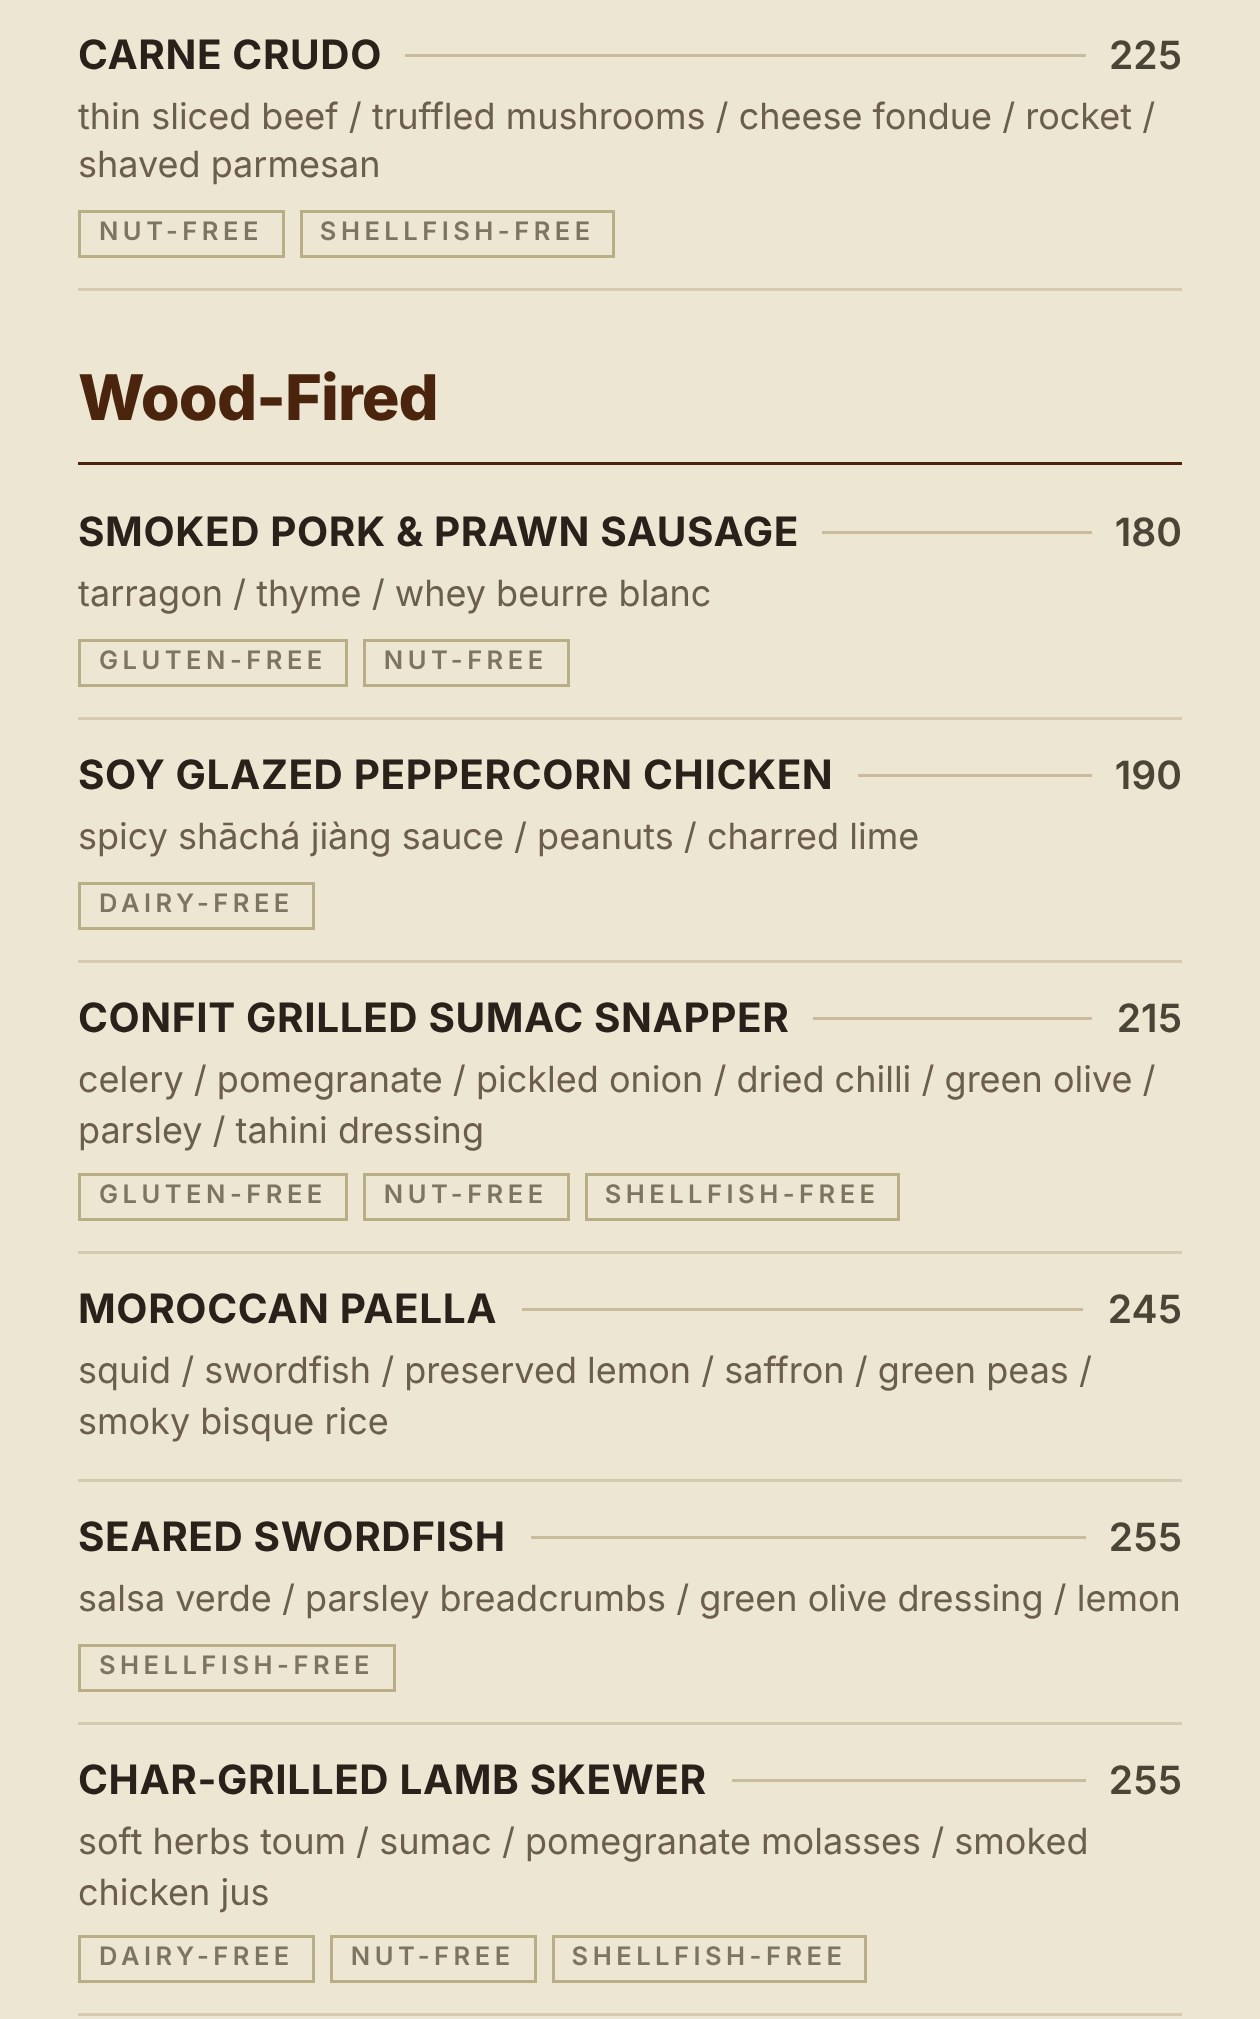 CARNE CRUDO 225
thin sliced beef / truffled mushrooms / cheese fondue / rocket /
shaved parmesan
NUT-FREE SHELLFISH-FREE
Wood-Fired
SMOKED PORK & PRAWN SAUSAGE 180
tarragon / thyme / whey beurre blanc
GLUTEN-FREE NUT-FREE
SOY GLAZED PEPPERCORN CHICKEN 190
spicy shāchá jiàng sauce / peanuts / charred lime
DAIRY-FREE
CONFIT GRILLED SUMAC SNAPPER 215
celery / pomegranate / pickled onion / dried chilli / green olive /
parsley / tahini dressing
GLUTEN-FREE NUT-FREE SHELLFISH-FREE
MOROCCAN PAELLA 245
squid / swordfish / preserved lemon / saffron / green peas /
smoky bisque rice
SEARED SWORDFISH 255
salsa verde / parsley breadcrumbs / green olive dressing / lemon
SHELLFISH-FREE
CHAR-GRILLED LAMB SKEWER 255
soft herbs toum / sumac / pomegranate molasses / smoked
chicken jus
DAIRY-FREE NUT-FREE SHELLFISH-FREE